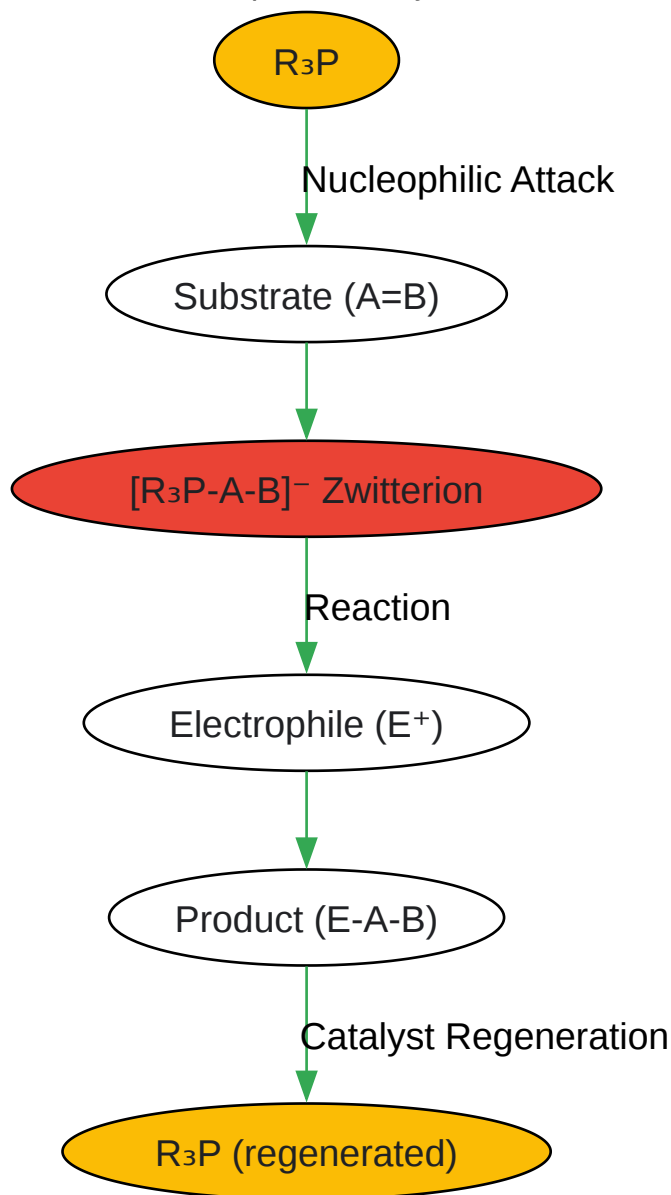 R₃P
Nucleophilic Attack
Substrate (A=B)
[R₃P-A-B]⁻ Zwitterion
Reaction
Electrophile (E⁺)
Product (E-A-B)
Catalyst Regeneration
R₃P (regenerated)